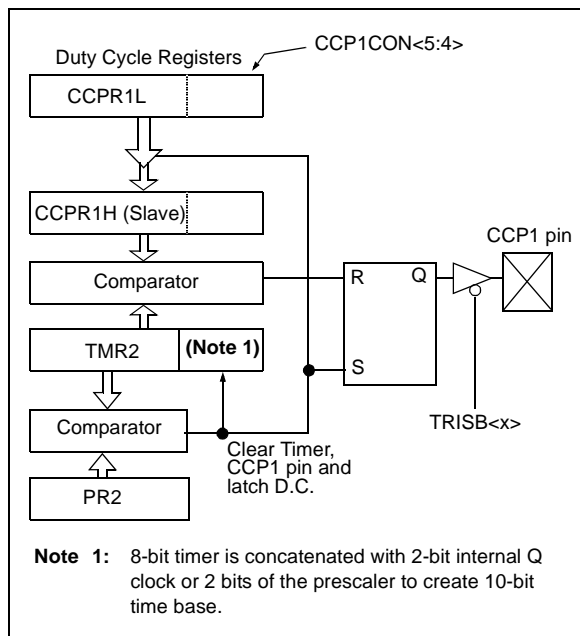 Duty Cycle Registers
CCP1CON<5:4>
CCPR1L
CCPR1H (Slave)
Comparator
R
Q
CCP1 pin
TMR2
(Note 1)
S
Comparator
Clear Timer,
CCP1 pin and
latch D.C.
TRISB<x>
PR2
Note 1: 8-bit timer is concatenated with 2-bit internal Q
clock or 2 bits of the prescaler to create 10-bit
time base.